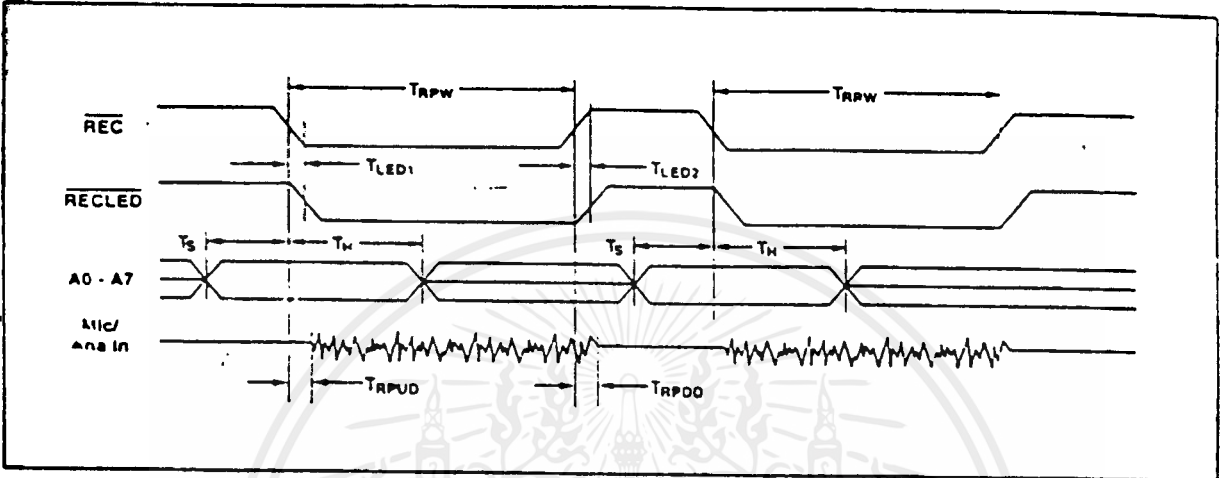 TRPW TRPW
REC
TLED1 TLED2
RECLED
TS TH TS TH
A0 - A7
Mic/
Ana In
TRPUD TRPDD